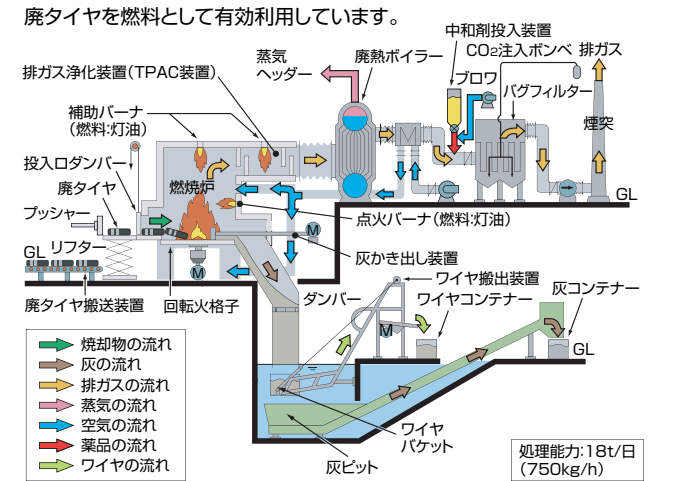 廃タイヤを燃料として有効利用しています。
中和剤投入装置
CO2注入ボンベ
排ガス
蒸気
ヘッダー
廃熱ボイラー
ブロワ
排ガス浄化装置(TPAC装置)
バグフィルター
補助バーナ
(燃料:灯油)
煙突
投入口ダンパー
廃タイヤ
燃焼炉
プッシャー
GL
点火バーナ(燃料:灯油)
M
GL
リフター
灰かき出し装置
M
廃タイヤ搬送装置
回転火格子
ダンパー
ワイヤ搬出装置
ワイヤコンテナー
灰コンテナー
M
GL
焼却物の流れ
灰の流れ
排ガスの流れ
蒸気の流れ
空気の流れ
薬品の流れ
ワイヤの流れ
ワイヤ
バケット
灰ピット
処理能力:18t/日
(750kg/h)